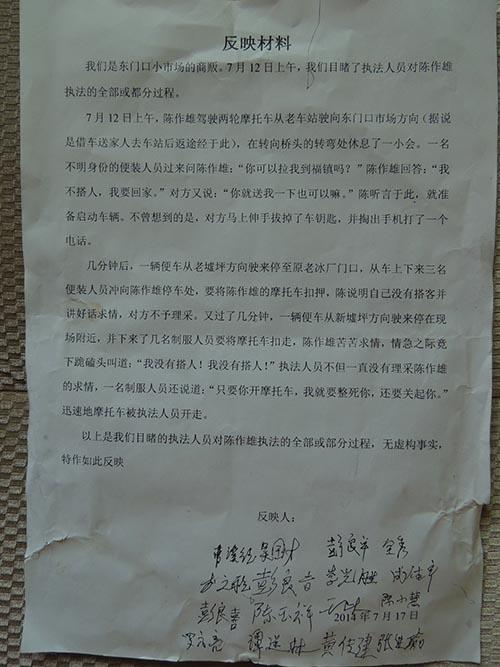 反映材料
我们是东门口小市场的商贩。7月12日上午，我们目睹了执法人员对陈作雄
执法的全部或都分过程。
7月12日上午，陈作雄驾驶两轮摩托车从老车站驶向东门口市场方向（据说
是借车送家人去车站后返途经于此），在转向桥头的转弯处休息了一小会。一名
不明身份的便装人员过来问陈作雄：“你可以拉我到福镇吗？”陈作雄回答：“我
不搭人，我要回家。”对方又说：“你就送我一下也可以嘛。”陈听言于此，就准
备启动车辆。不曾想到的是，对方马上伸手拔掉了车钥匙，并掏出手机打了一个
电话。
几分钟后，一辆便车从老墟坪方向驶来停至原老冰厂门口，从车上下来三名
便装人员冲向陈作雄停车处，要将陈作雄的摩托车扣押，陈说明自己没有搭客并
讲好话求情，对方不予理采。又过了几分钟，一辆便车从新墟坪方向驶来停在现
场附近，并下来了几名制服人员要将摩托车扣走，陈作雄苦苦求情，情急之际竟
下跪磕头叫道：“我没有搭人！我没有搭人！”执法人员不但一直没有理采陈作雄
的求情，一名制服人员还说道：“只要你开摩托车，我就要整死你，还要关起你。”
迅速地摩托车被执法人员开走。
以上是我们目睹的执法人员对陈作雄执法的全部或部分过程，无虚构事实，
特作如此反映
反映人：
彭良善 陈玉祥 陈小慧
2013年7月17日